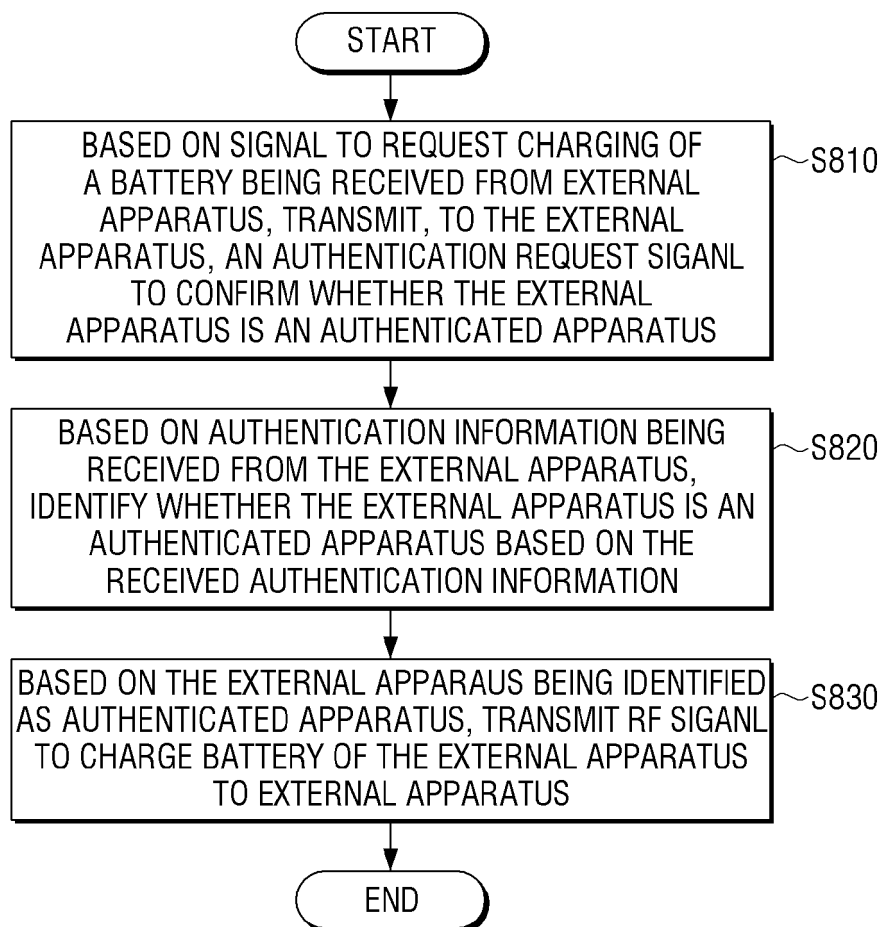 START
BASED ON SIGNAL TO REQUEST CHARGING OF
A BATTERY BEING RECEIVED FROM EXTERNAL
APPARATUS, TRANSMIT, TO THE EXTERNAL
APPARATUS, AN AUTHENTICATION REQUEST SIGANL
TO CONFIRM WHETHER THE EXTERNAL
APPARATUS IS AN AUTHENTICATED APPARATUS
S810
BASED ON AUTHENTICATION INFORMATION BEING
RECEIVED FROM THE EXTERNAL APPARATUS,
IDENTIFY WHETHER THE EXTERNAL APPARATUS IS AN
AUTHENTICATED APPARATUS BASED ON THE
RECEIVED AUTHENTICATION INFORMATION
S820
BASED ON THE EXTERNAL APPARAUS BEING IDENTIFIED
AS AUTHENTICATED APPARATUS, TRANSMIT RF SIGANL
TO CHARGE BATTERY OF THE EXTERNAL APPARATUS
TO EXTERNAL APPARATUS
S830
END